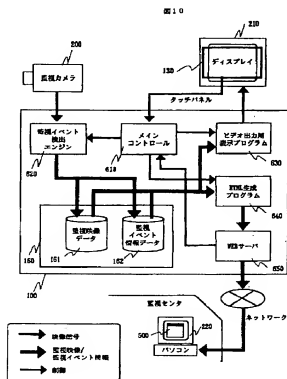 図10
200
監視カメラ
210
130
ディスプレイ
タッチパネル
監視イベント
検出
エンジン
620
メイン
コントロール
610
ビデオ出力用
表示プログラム
630
HTML生成
プログラム
640
監視映像
データ
161
監視
イベント
情報データ
162
160
WEBサーバ
650
100
ネットワーク
監視センタ
500
220
パソコン
映像信号
監視映像/
監視イベント情報
制御